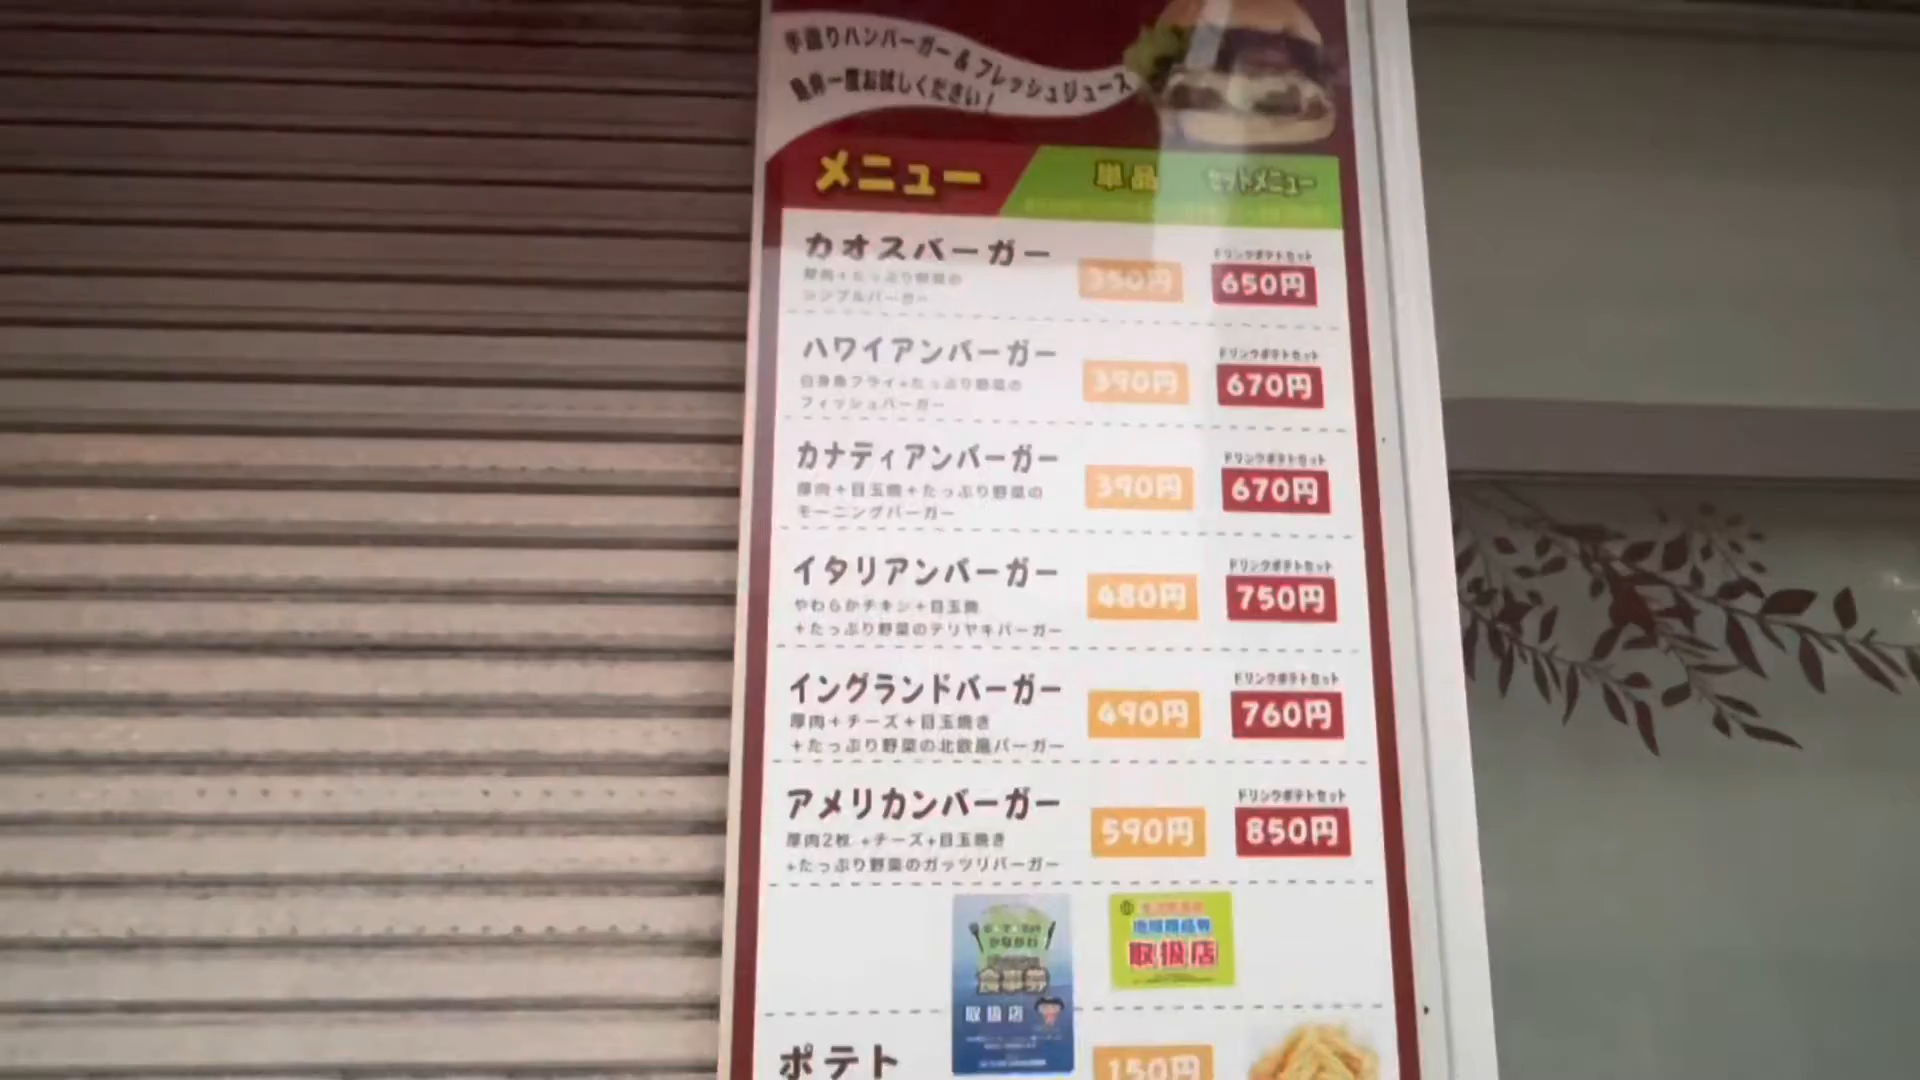 手造りハンバーガー&フレッシュジュース
是非一度お試しください!
メニュー 単品 セットメニュー
カオスバーガー
厚肉+たっぷり野菜の
シンプルバーガー
350円
ドリンクポテトセット
650円
ハワイアンバーガー
白身魚フライ+たっぷり野菜の
フィッシュバーガー
390円
ドリンクポテトセット
670円
カナディアンバーガー
厚肉+目玉焼+たっぷり野菜の
モーニングバーガー
390円
ドリンクポテトセット
670円
イタリアンバーガー
やわらかチキン+目玉焼
+たっぷり野菜のテリヤキバーガー
480円
ドリンクポテトセット
750円
イングランドバーガー
厚肉+チーズ+目玉焼き
+たっぷり野菜の北欧風バーガー
490円
ドリンクポテトセット
760円
アメリカンバーガー
厚肉2枚+チーズ+目玉焼き
+たっぷり野菜のガッツリバーガー
590円
ドリンクポテトセット
850円
かながわ
食事券
取扱店
地域商品券
取扱店
ポテト
150円